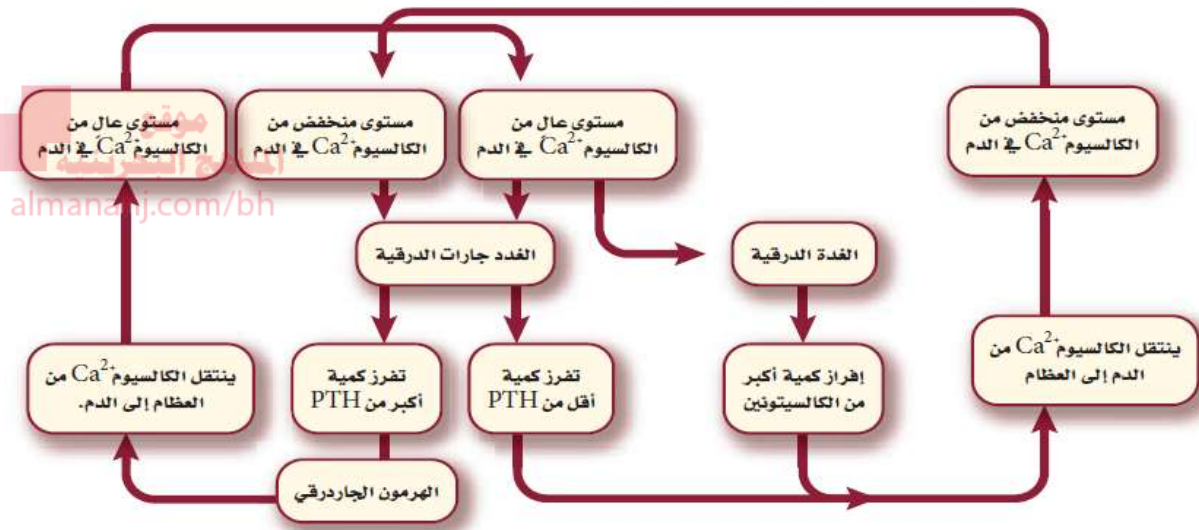 مستوى منخفض من
الكالسيوم Ca²⁺ في الدم
مستوى عال من
الكالسيوم Ca²⁺ في الدم
مستوى منخفض من
الكالسيوم Ca²⁺ في الدم
مستوى عال من
الكالسيوم Ca²⁺ في الدم
موقع
المناهج البحرينية
almanahj.com/bh
الغدة الدرقية
الغدد جارات الدرقية
ينتقل الكالسيوم Ca²⁺ من
الدم إلى العظام
إفراز كمية أكبر
من الكالسيتونين
تفرز كمية
أقل من PTH
تفرز كمية
أكبر من PTH
ينتقل الكالسيوم Ca²⁺ من
العظام إلى الدم.
الهرمون الجاردرقي